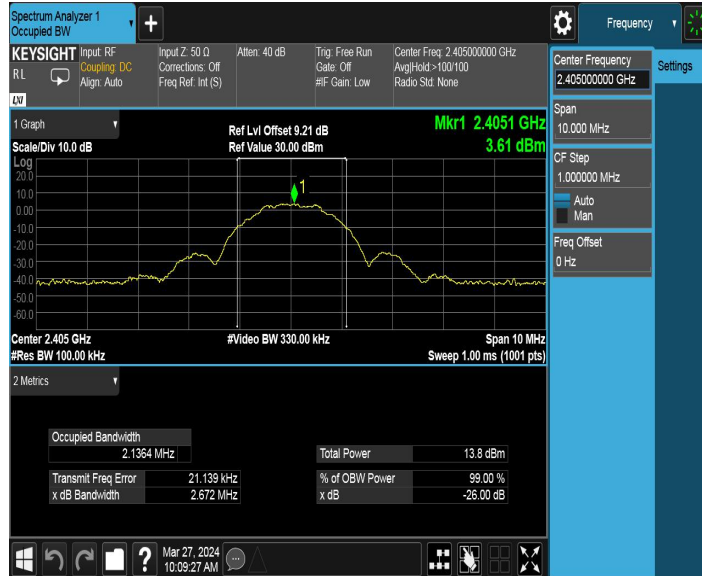 Spectrum Analyzer 1
Occupied BW
+
Frequency
KEYSIGHT
RL
LXI
Input: RF
Coupling: DC
Align: Auto
Input Z: 50 Ω
Corrections: Off
Freq Ref: Int (S)
Atten: 40 dB
Trig: Free Run
Gate: Off
#IF Gain: Low
Center Freq: 2.405000000 GHz
Avg|Hold:>100/100
Radio Std: None
Center Frequency
2.405000000 GHz
Settings
Span
10.000 MHz
CF Step
1.000000 MHz
Auto
Man
Freq Offset
0 Hz
1 Graph
Scale/Div 10.0 dB
Ref Lvl Offset 9.21 dB
Ref Value 30.00 dBm
Mkr1 2.4051 GHz
3.61 dBm
Log
20.0
10.0
0.00
-10.0
-20.0
-30.0
-40.0
-50.0
-60.0
1
Center 2.405 GHz
#Res BW 100.00 kHz
#Video BW 330.00 kHz
Span 10 MHz
Sweep 1.00 ms (1001 pts)
2 Metrics
Occupied Bandwidth
2.1364 MHz
Total Power 13.8 dBm
Transmit Freq Error 21.139 kHz
% of OBW Power 99.00 %
x dB Bandwidth 2.672 MHz
x dB -26.00 dB
?
Mar 27, 2024
10:09:27 AM